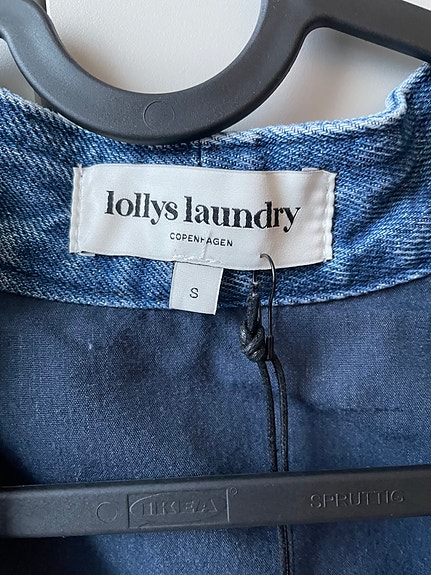 lollys laundry
COPENHAGEN
S
IKEA® SPRUTTIG